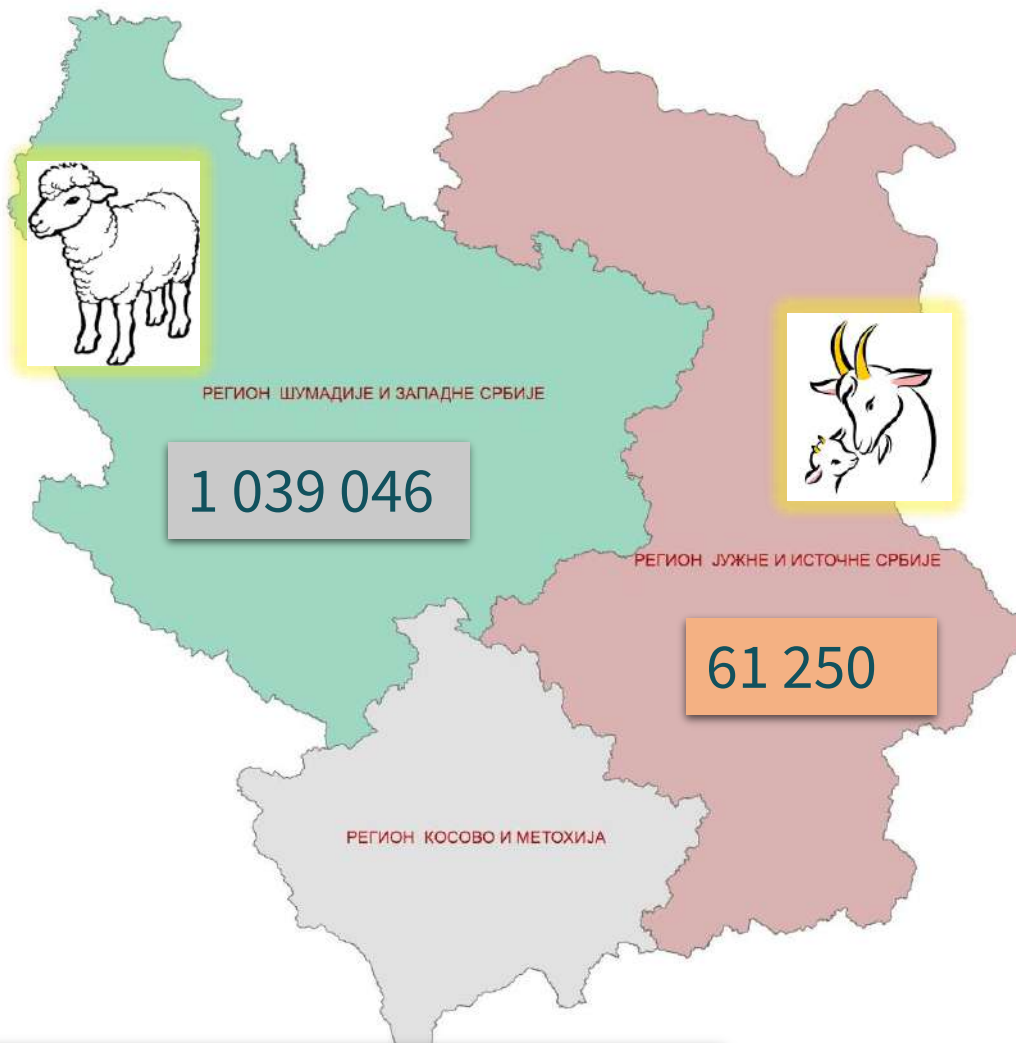 РЕГИОН ШУМАДИЈЕ И ЗАПАДНЕ СРБИЈЕ
1 039 046
РЕГИОН ЈУЖНЕ И ИСТОЧНЕ СРБИЈЕ
61 250
РЕГИОН КОСОВО И МЕТОХИЈА